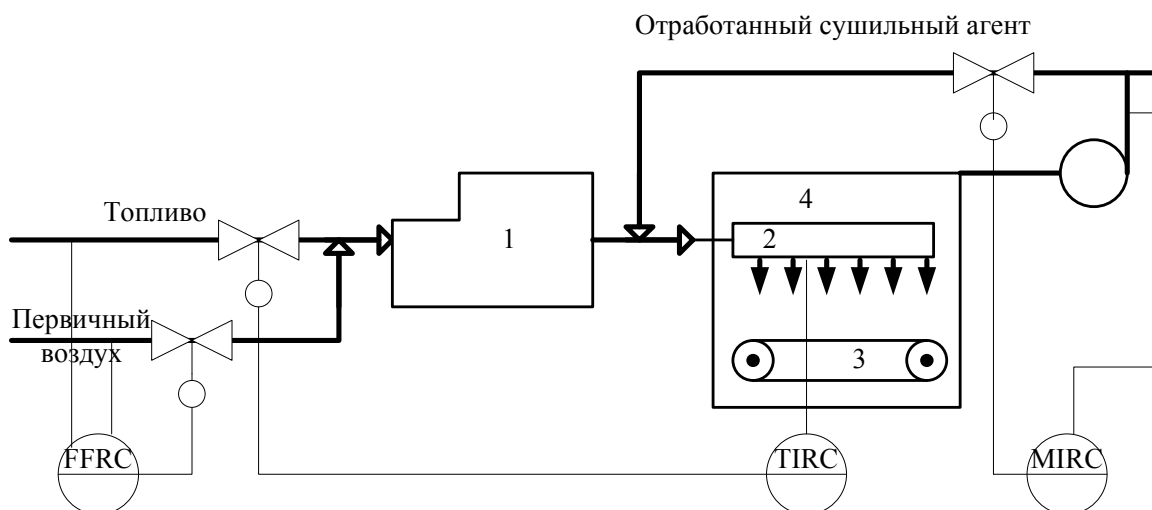 Отработанный сушильный агент
4
Топливо
1
2
Первичный
воздух
3
FFRC
TIRC
MIRC